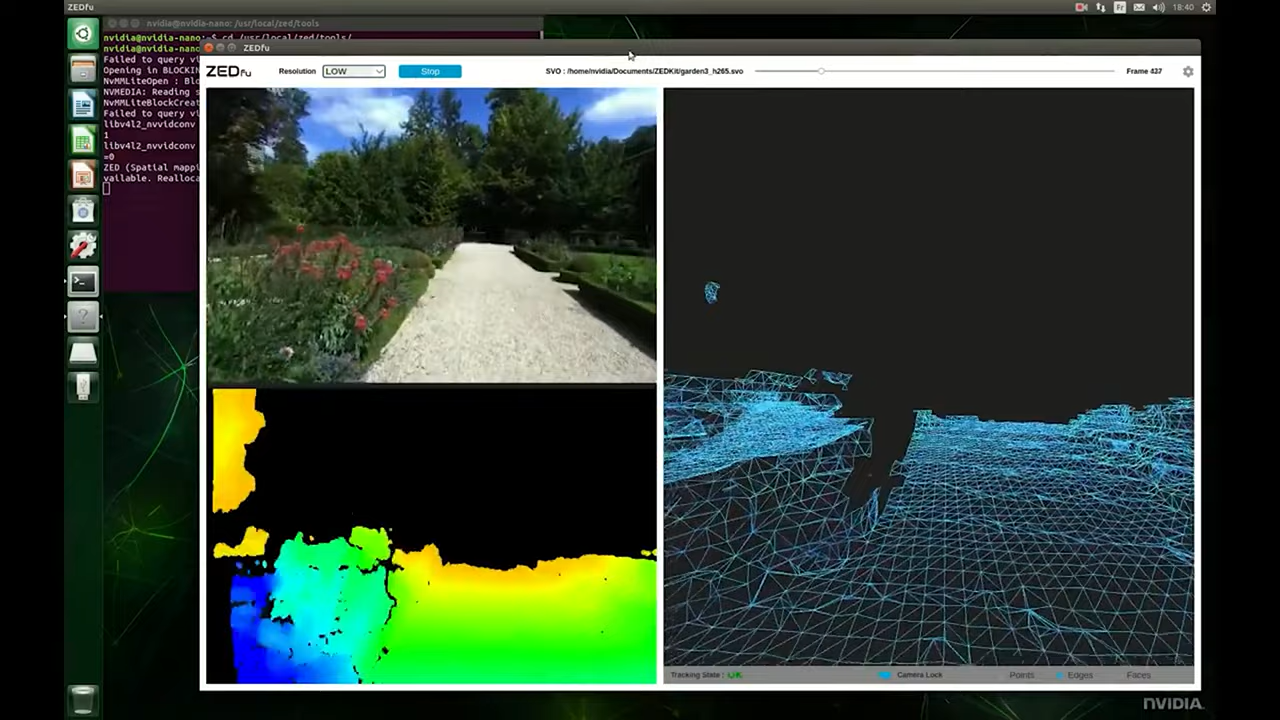 ZEDfu
Fr
18:40
nvidia@nvidia-nano: /usr/local/zed/tools
nvidia@nvidia-nano:~$ cd /usr/local/zed/tools/
nvidia@nvidia-nano
Failed to query vi
Opening in BLOCKIN
NvMMLiteOpen : Blo
NVMEDIA: Reading s
NvMMLiteBlockCreat
Failed to query vi
libv4l2_nvvidconv
1
libv4l2_nvvidconv
=0
ZED (Spatial mappi
vailable. Realloca
ZEDfu
ZEDfu
Resolution
LOW
Stop
SVO : /home/nvidia/Documents/ZEDKit/garden3_h265.svo
Frame 437
Tracking State : OK
Camera Lock
Points
Edges
Faces
NVIDIA.